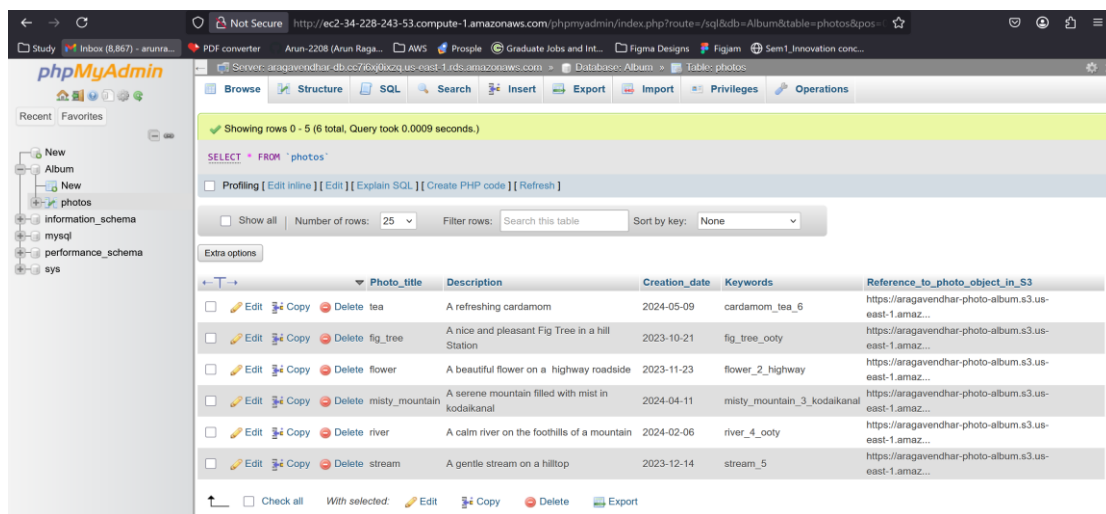 Not Secure http://ec2-34-228-243-53.compute-1.amazonaws.com/phpmyadmin/index.php?route=/sql&db=Album&table=photos&pos=
Study Inbox (8,867) - arunra... PDF converter Arun-2208 (Arun Raga... AWS Prosple Graduate Jobs and Int... Figma Designs Figjam Sem1_Innovation conc...
phpMyAdmin
Recent Favorites
New
Album
New
photos
information_schema
mysql
performance_schema
sys
Server: aragavendhar-db.cc7i6xj0ixzq.us-east-1.rds.amazonaws.com » Database: Album » Table: photos
Browse Structure SQL Search Insert Export Import Privileges Operations
Showing rows 0 - 5 (6 total, Query took 0.0009 seconds.)
SELECT * FROM `photos`
Profiling [ Edit inline ] [ Edit ] [ Explain SQL ] [ Create PHP code ] [ Refresh ]
Show all | Number of rows: 25 Filter rows: Search this table Sort by key: None
Extra options
Photo_title Description Creation_date Keywords Reference_to_photo_object_in_S3
Edit Copy Delete tea A refreshing cardamom 2024-05-09 cardamom_tea_6 https://aragavendhar-photo-album.s3.us-
east-1.amaz...
Edit Copy Delete fig_tree A nice and pleasant Fig Tree in a hill 2023-10-21 fig_tree_ooty https://aragavendhar-photo-album.s3.us-
Station east-1.amaz...
Edit Copy Delete flower A beautiful flower on a highway roadside 2023-11-23 flower_2_highway https://aragavendhar-photo-album.s3.us-
east-1.amaz...
Edit Copy Delete misty_mountain A serene mountain filled with mist in 2024-04-11 misty_mountain_3_kodaikanal https://aragavendhar-photo-album.s3.us-
kodaikanal east-1.amaz...
Edit Copy Delete river A calm river on the foothills of a mountain 2024-02-06 river_4_ooty https://aragavendhar-photo-album.s3.us-
east-1.amaz...
Edit Copy Delete stream A gentle stream on a hilltop 2023-12-14 stream_5 https://aragavendhar-photo-album.s3.us-
east-1.amaz...
Check all With selected: Edit Copy Delete Export